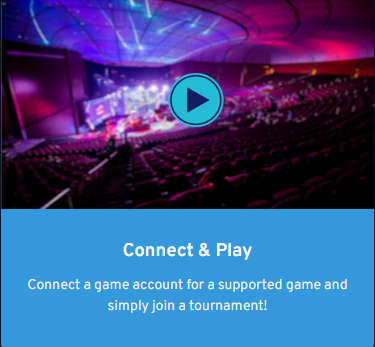 Connect & Play
Connect a game account for a supported game and
simply join a tournament!